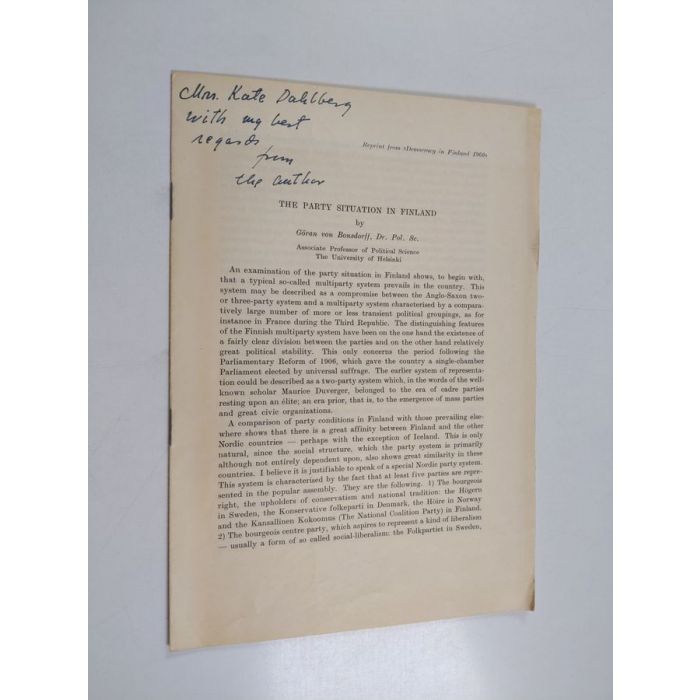 Mrs. Kate Dahlberg
with my best
regards
from
the author
Reprint from »Democracy in Finland 1960»
THE PARTY SITUATION IN FINLAND
by
Göran von Bonsdorff, Dr. Pol. Sc.
Associate Professor of Political Science
The University of Helsinki
An examination of the party situation in Finland shows, to begin with,
that a typical so-called multiparty system prevails in the country. This
system may be described as a compromise between the Anglo-Saxon two-
or three-party system and a multiparty system characterised by a compara-
tively large number of more or less transient political groupings, as for
instance in France during the Third Republic. The distinguishing features
of the Finnish multiparty system have been on the one hand the existence of
a fairly clear division between the parties and on the other hand relatively
great political stability. This only concerns the period following the
Parliamentary Reform of 1906, which gave the country a single-chamber
Parliament elected by universal suffrage. The earlier system of representa-
tion could be described as a two-party system which, in the words of the well-
known scholar Maurice Duverger, belonged to the era of cadre parties
resting upon an élite; an era prior, that is, to the emergence of mass parties
and great civic organizations.
A comparison of party conditions in Finland with those prevailing else-
where shows that there is a great affinity between Finland and the other
Nordic countries — perhaps with the exception of Iceland. This is only
natural, since the social structure, which the party system is primarily
although not entirely dependent upon, also shows great similarity in these
countries. I believe it is justifiable to speak of a special Nordic party system.
This system is characterised by the fact that at least five parties are repre-
sented in the popular assembly. They are the following. 1) The bourgeois
right, the upholders of conservatism and national tradition: the Högern
in Sweden, the Konservative folkeparti in Denmark, the Höire in Norway
and the Kansallinen Kokoomus (The National Coalition Party) in Finland.
2) The bourgeois centre party, which aspires to represent a kind of liberalism
— usually a form of so called social-liberalism: the Folkpartiet in Sweden,